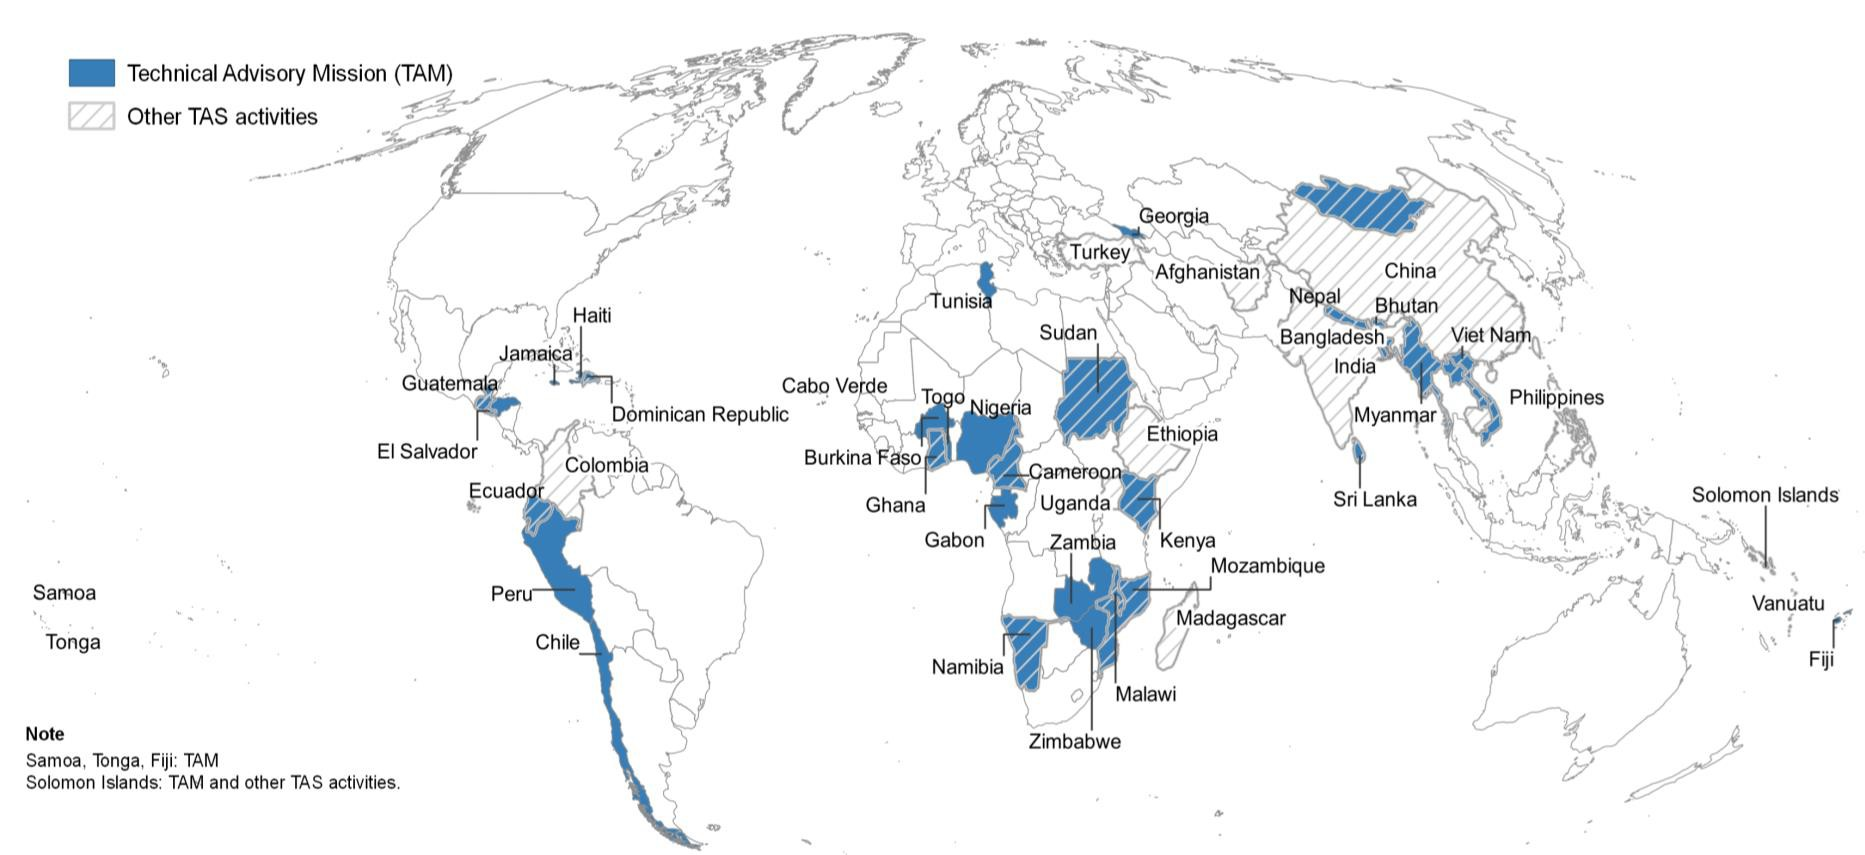 Technical Advisory Mission (TAM)
Other TAS activities
Georgia
Turkey
Afghanistan
China
Nepal
Bhutan
Tunisia
Haiti
Sudan
Bangladesh
Viet Nam
Jamaica
India
Guatemala
Cabo Verde
Togo
Nigeria
Philippines
Dominican Republic
Myanmar
Ethiopia
El Salvador
Burkina Faso
Colombia
Cameroon
Ecuador
Sri Lanka
Solomon Islands
Ghana
Uganda
Gabon
Zambia
Kenya
Mozambique
Samoa
Peru
Vanuatu
Madagascar
Tonga
Chile
Fiji
Namibia
Malawi
Zimbabwe
Note
Samoa, Tonga, Fiji: TAM
Solomon Islands: TAM and other TAS activities.